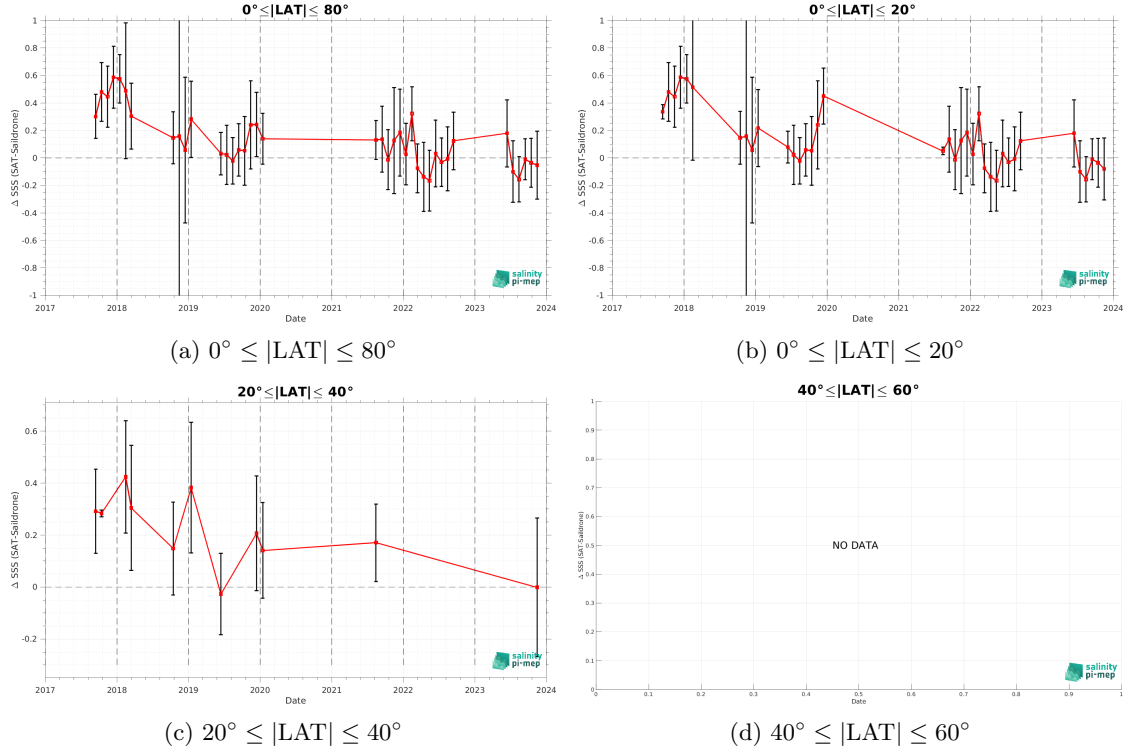 0°≤|LAT|≤ 80°
1
0.8
0.6
0.4
0.2
0
-0.2
-0.4
-0.6
-0.8
-1
Δ SSS (SAT-Saildrone)
2017
2018
2019
2020
2021
2022
2023
2024
Date
salinity
pi-mep
(a) 0° ≤ |LAT| ≤ 80°
0°≤|LAT|≤ 20°
1
0.8
0.6
0.4
0.2
0
-0.2
-0.4
-0.6
-0.8
-1
Δ SSS (SAT-Saildrone)
2017
2018
2019
2020
2021
2022
2023
2024
Date
salinity
pi-mep
(b) 0° ≤ |LAT| ≤ 20°
20°≤|LAT|≤ 40°
0.6
0.4
0.2
0
-0.2
Δ SSS (SAT-Saildrone)
2017
2018
2019
2020
2021
2022
2023
2024
Date
salinity
pi-mep
(c) 20° ≤ |LAT| ≤ 40°
40°≤|LAT|≤ 60°
1
0.9
0.8
0.7
0.6
0.5
0.4
0.3
0.2
0.1
0
Δ SSS (SAT-Saildrone)
NO DATA
0
0.1
0.2
0.3
0.4
0.5
0.6
0.7
0.8
0.9
1
Date
salinity
pi-mep
(d) 40° ≤ |LAT| ≤ 60°